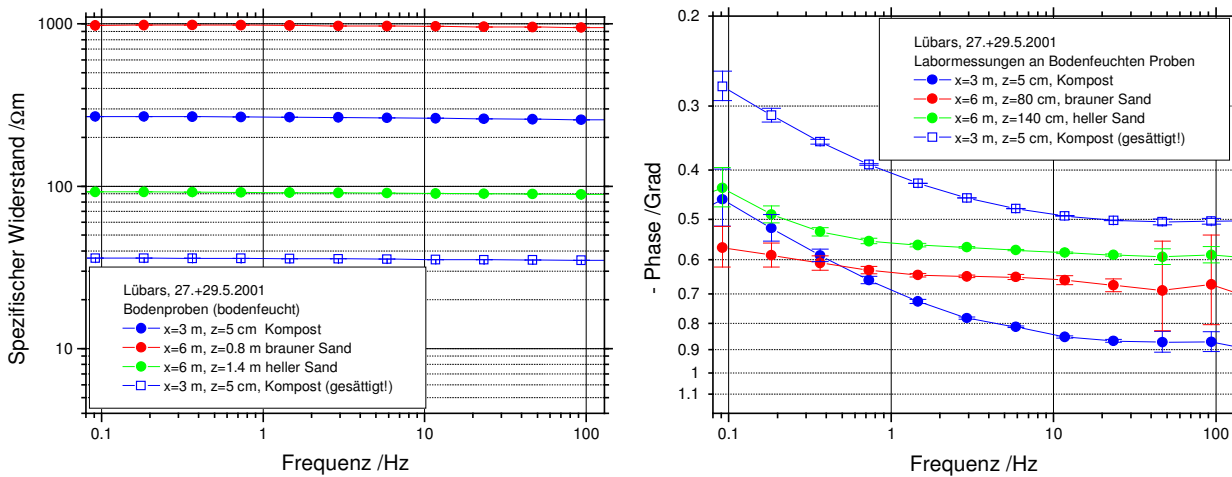 1000
100
10
Spezifischer Widerstand /Ωm
Lübars, 27.+29.5.2001
Bodenproben (bodenfeucht)
x=3 m, z=5 cm Kompost
x=6 m, z=0.8 m brauner Sand
x=6 m, z=1.4 m heller Sand
x=3 m, z=5 cm, Kompost (gesättigt!)
0.1
1
10
100
Frequenz /Hz
0.2
0.3
0.4
0.5
0.6
0.7
0.8
0.9
1
1.1
- Phase /Grad
Lübars, 27.+29.5.2001
Labormessungen an Bodenfeuchten Proben
x=3 m, z=5 cm, Kompost
x=6 m, z=80 cm, brauner Sand
x=6 m, z=140 cm, heller Sand
x=3 m, z=5 cm, Kompost (gesättigt!)
0.1
1
10
100
Frequenz /Hz